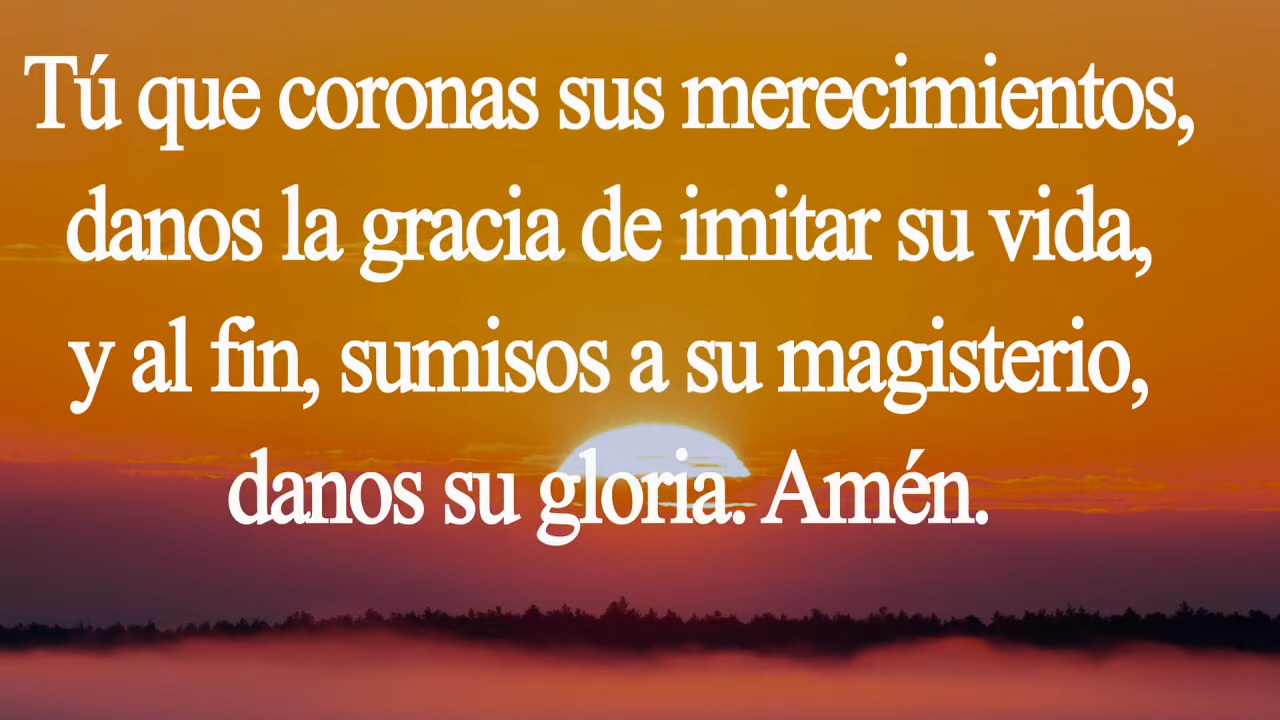 Tú que coronas sus merecimientos,
danos la gracia de imitar su vida,
y al fin, sumisos a su magisterio,
danos su gloria. Amén.